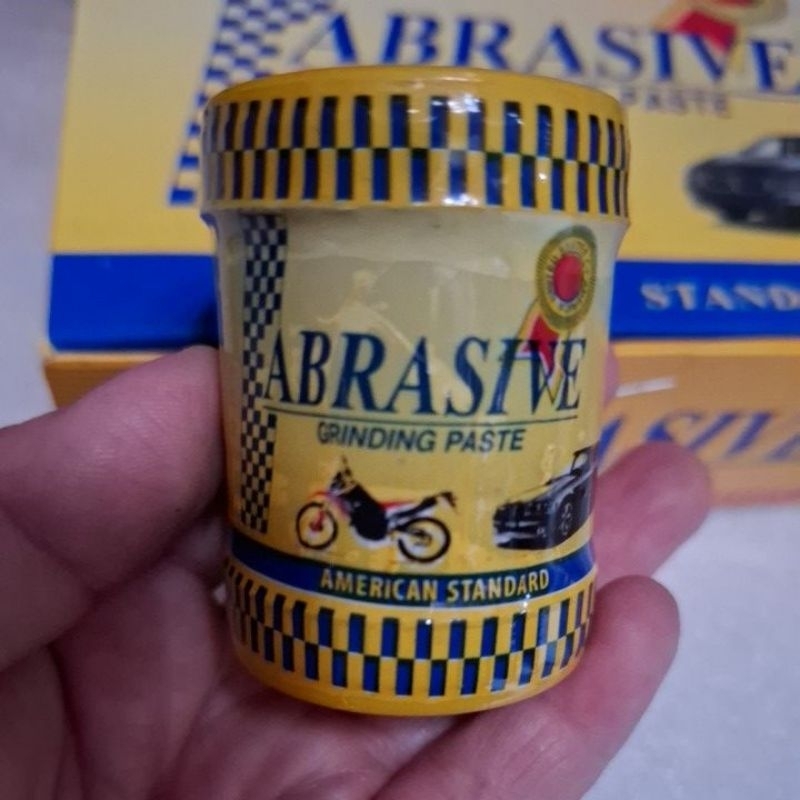 ABRASIVE
PASTE
STAND
ABRASIVE
GRINDING PASTE
AMERICAN STANDARD